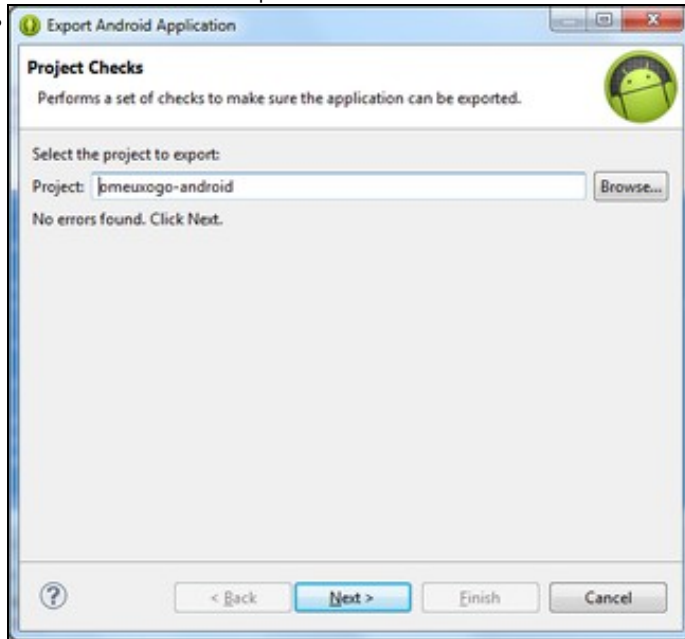 Export Android Application
Project Checks
Performs a set of checks to make sure the application can be exported.
Select the project to export:
Project: omeuxogo-android Browse...
No errors found. Click Next.
? < Back Next > Finish Cancel